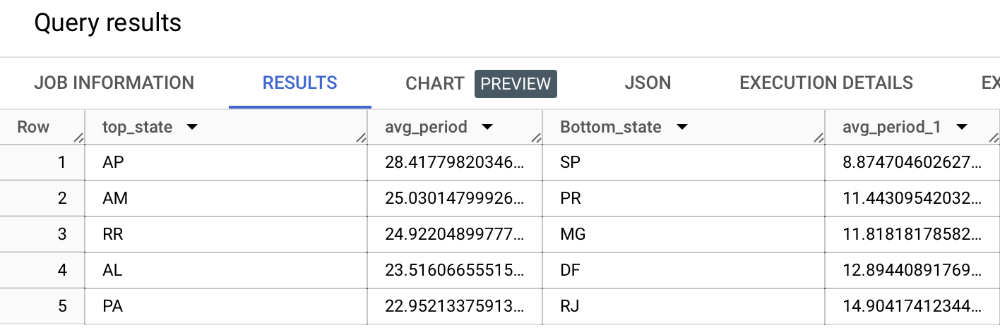 Query results
JOB INFORMATION RESULTS CHART PREVIEW JSON EXECUTION DETAILS EX
Row top_state avg_period Bottom_state avg_period_1
1 AP 28.41779820346... SP 8.874704602627...
2 AM 25.03014799926... PR 11.44309542032...
3 RR 24.92204899777... MG 11.81818178582...
4 AL 23.51606655515... DF 12.89440891769...
5 PA 22.95213375913... RJ 14.90417412344...